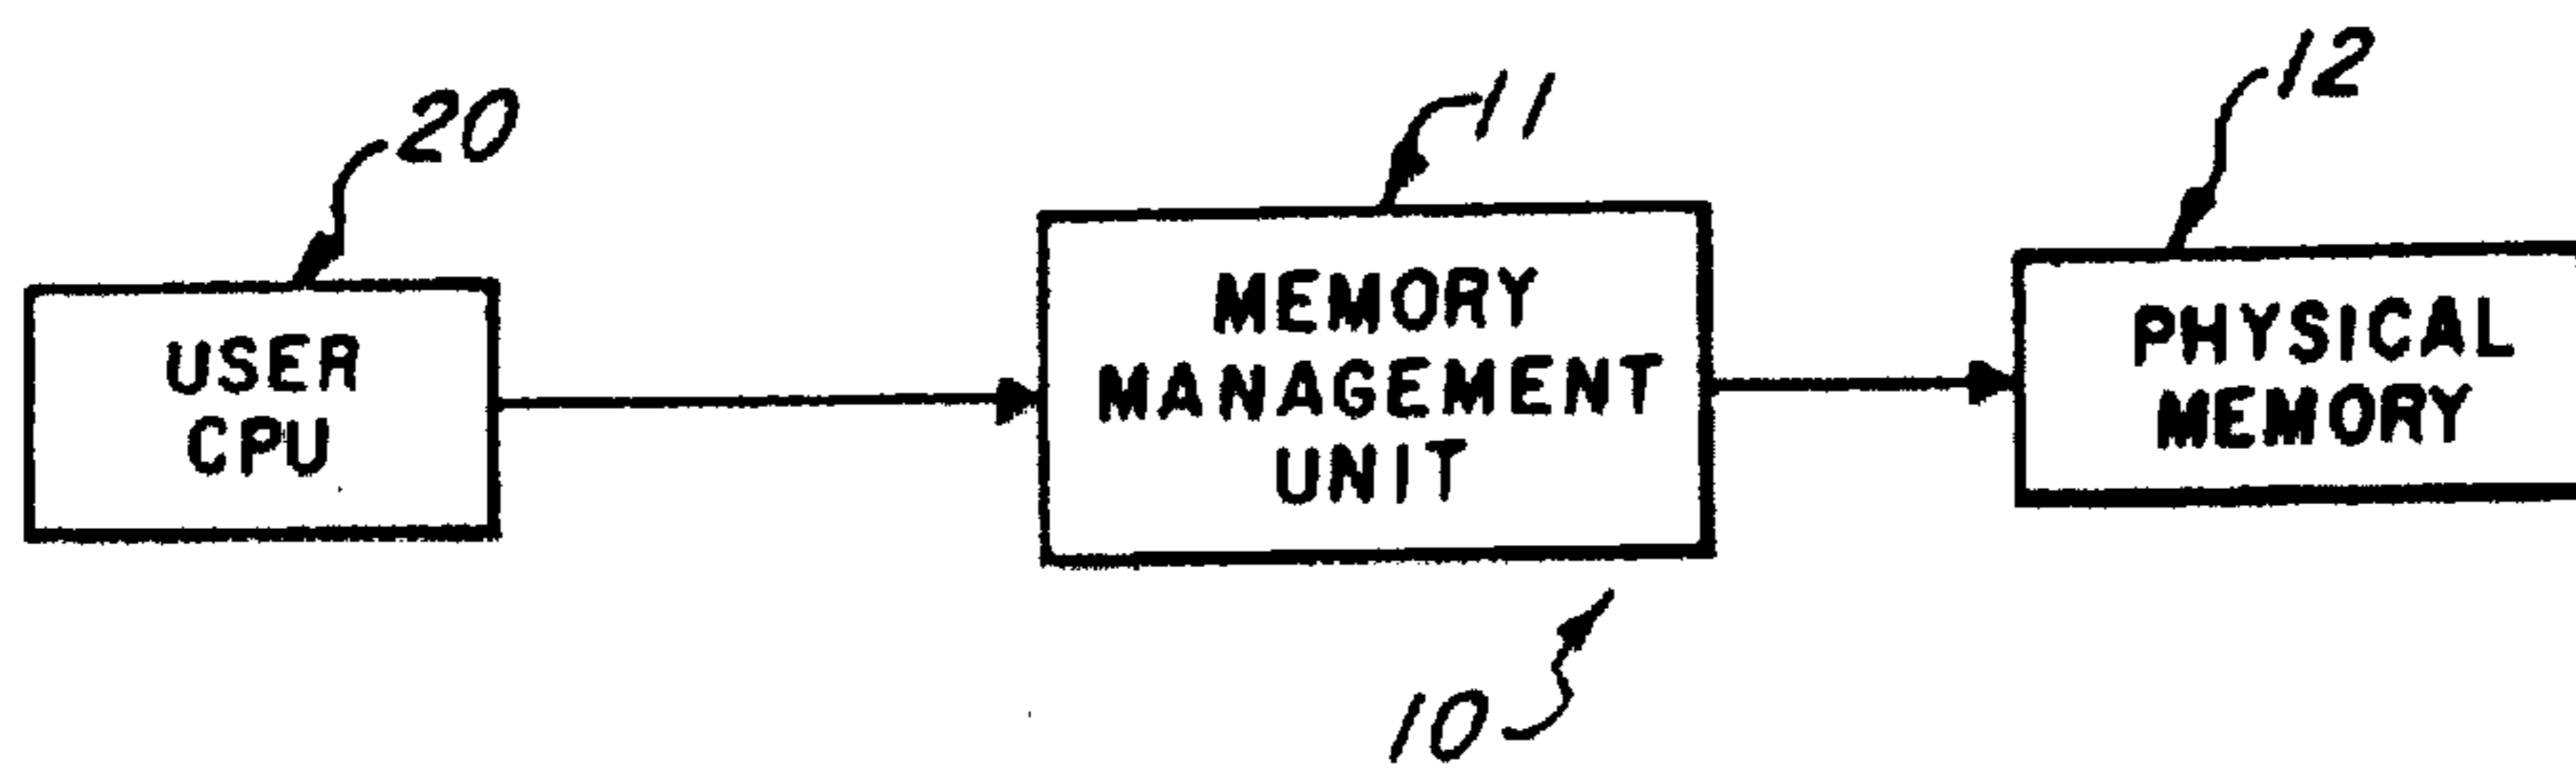 20
11
12
USER
CPU
MEMORY
MANAGEMENT
UNIT
PHYSICAL
MEMORY
10